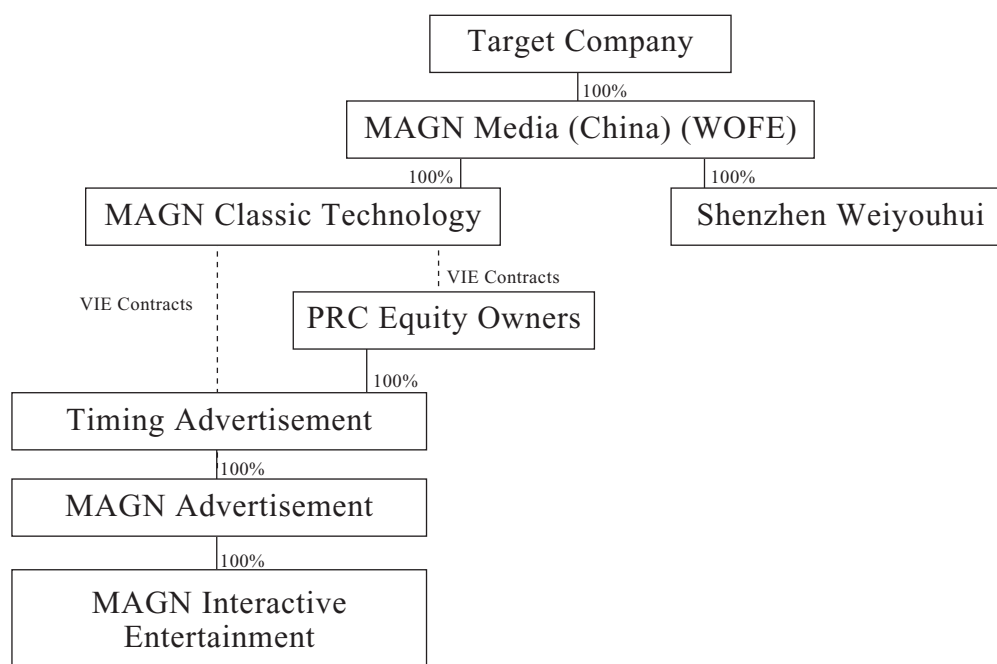 Target Company
100%
MAGN Media (China) (WOFE)
100%
100%
MAGN Classic Technology
Shenzhen Weiyouhui
VIE Contracts
VIE Contracts
PRC Equity Owners
100%
Timing Advertisement
100%
MAGN Advertisement
100%
MAGN Interactive
Entertainment